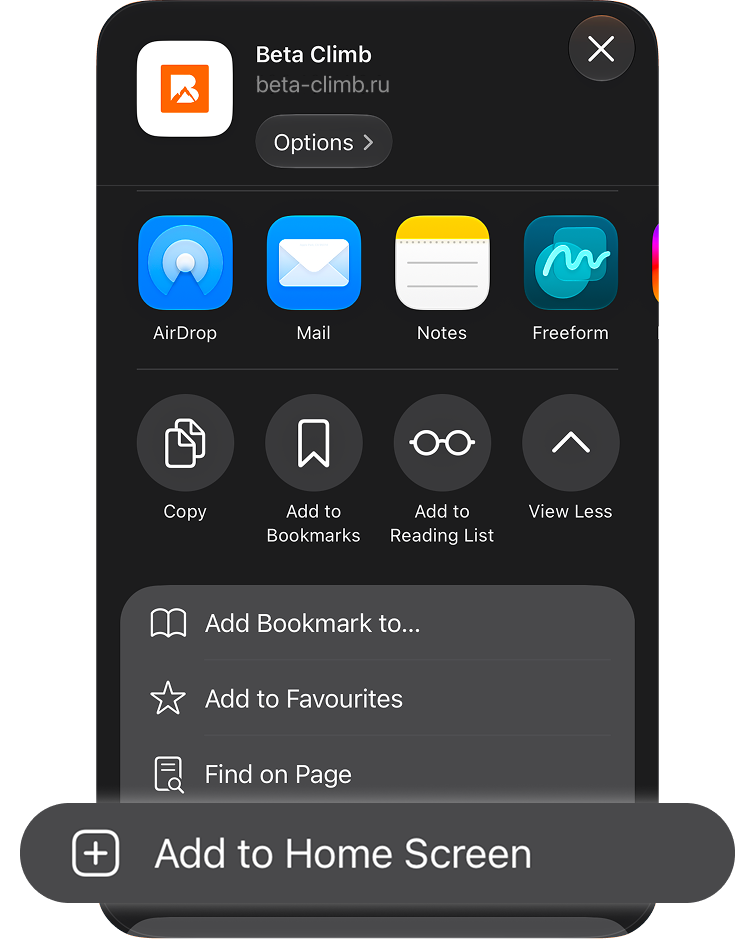 Beta Climb
beta-climb.ru
Options
AirDrop
Mail
Notes
Freeform
Copy
Add to
Bookmarks
Add to
Reading List
View Less
Add Bookmark to...
Add to Favourites
Find on Page
Add to Home Screen